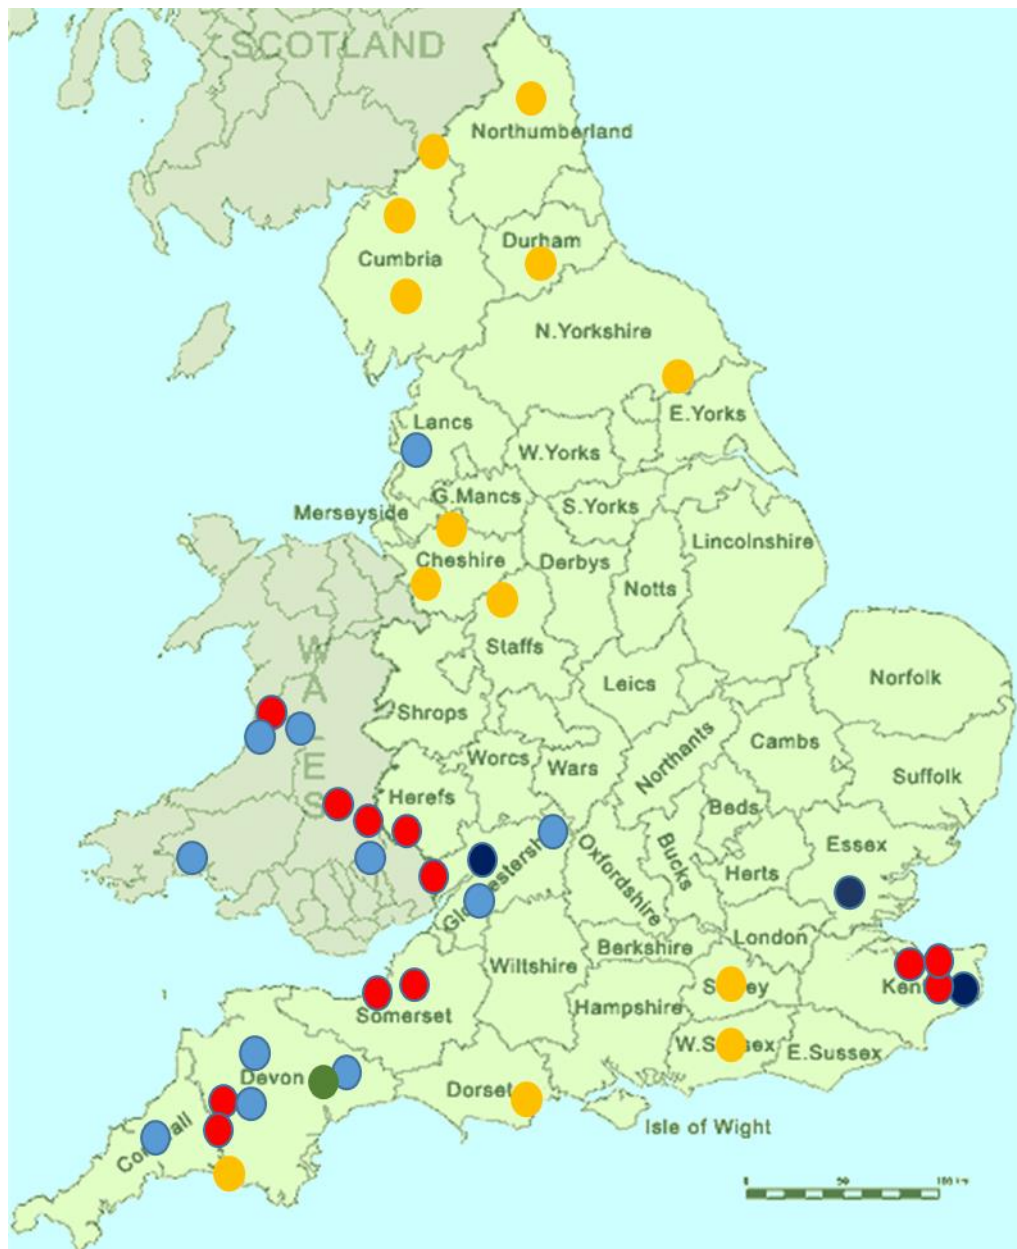 SCOTLAND
Northumberland
Durham
Cumbria
N.Yorkshire
E.Yorks
Lancs
W.Yorks
G.Mancs
S.Yorks
Merseyside
Lincolnshire
Cheshire
Derbys
Notts
Staffs
W
A
E
S
Norfolk
Leics
Shrops
Northants
Cambs
Worcs
Wars
Suffolk
Herefs
Beds
Essex
Oxfordshire
Bucks
Herts
London
Berkshire
Wiltshire
Hampshire
Somerset
W.S sex
E.Sussex
Devon
Dorset
Isle of Wight